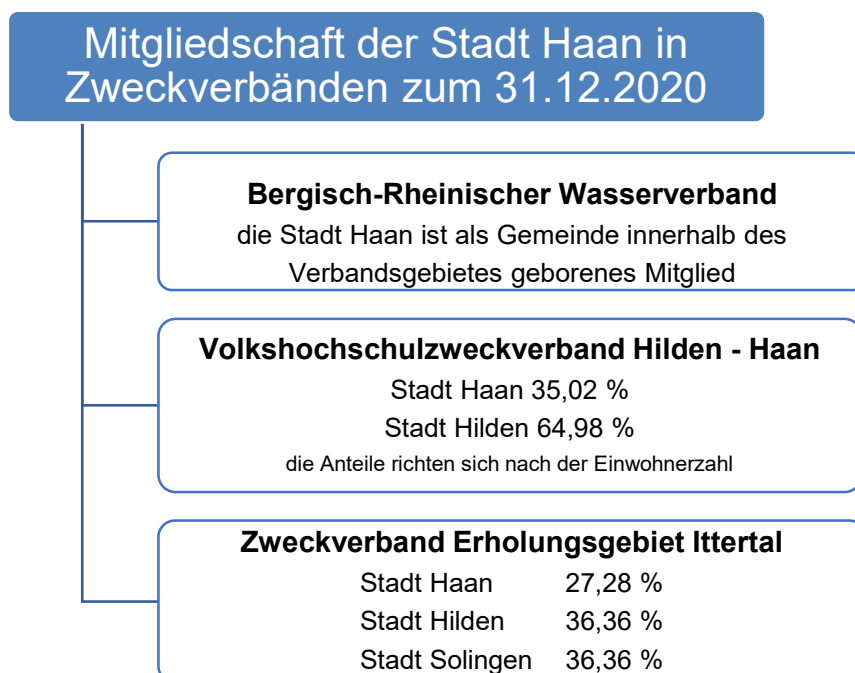 Mitgliedschaft der Stadt Haan in
Zweckverbänden zum 31.12.2020
Bergisch-Rheinischer Wasserverband
die Stadt Haan ist als Gemeinde innerhalb des
Verbandsgebietes geborenes Mitglied
Volkshochschulzweckverband Hilden - Haan
Stadt Haan 35,02 %
Stadt Hilden 64,98 %
die Anteile richten sich nach der Einwohnerzahl
Zweckverband Erholungsgebiet Ittertal
Stadt Haan 27,28 %
Stadt Hilden 36,36 %
Stadt Solingen 36,36 %